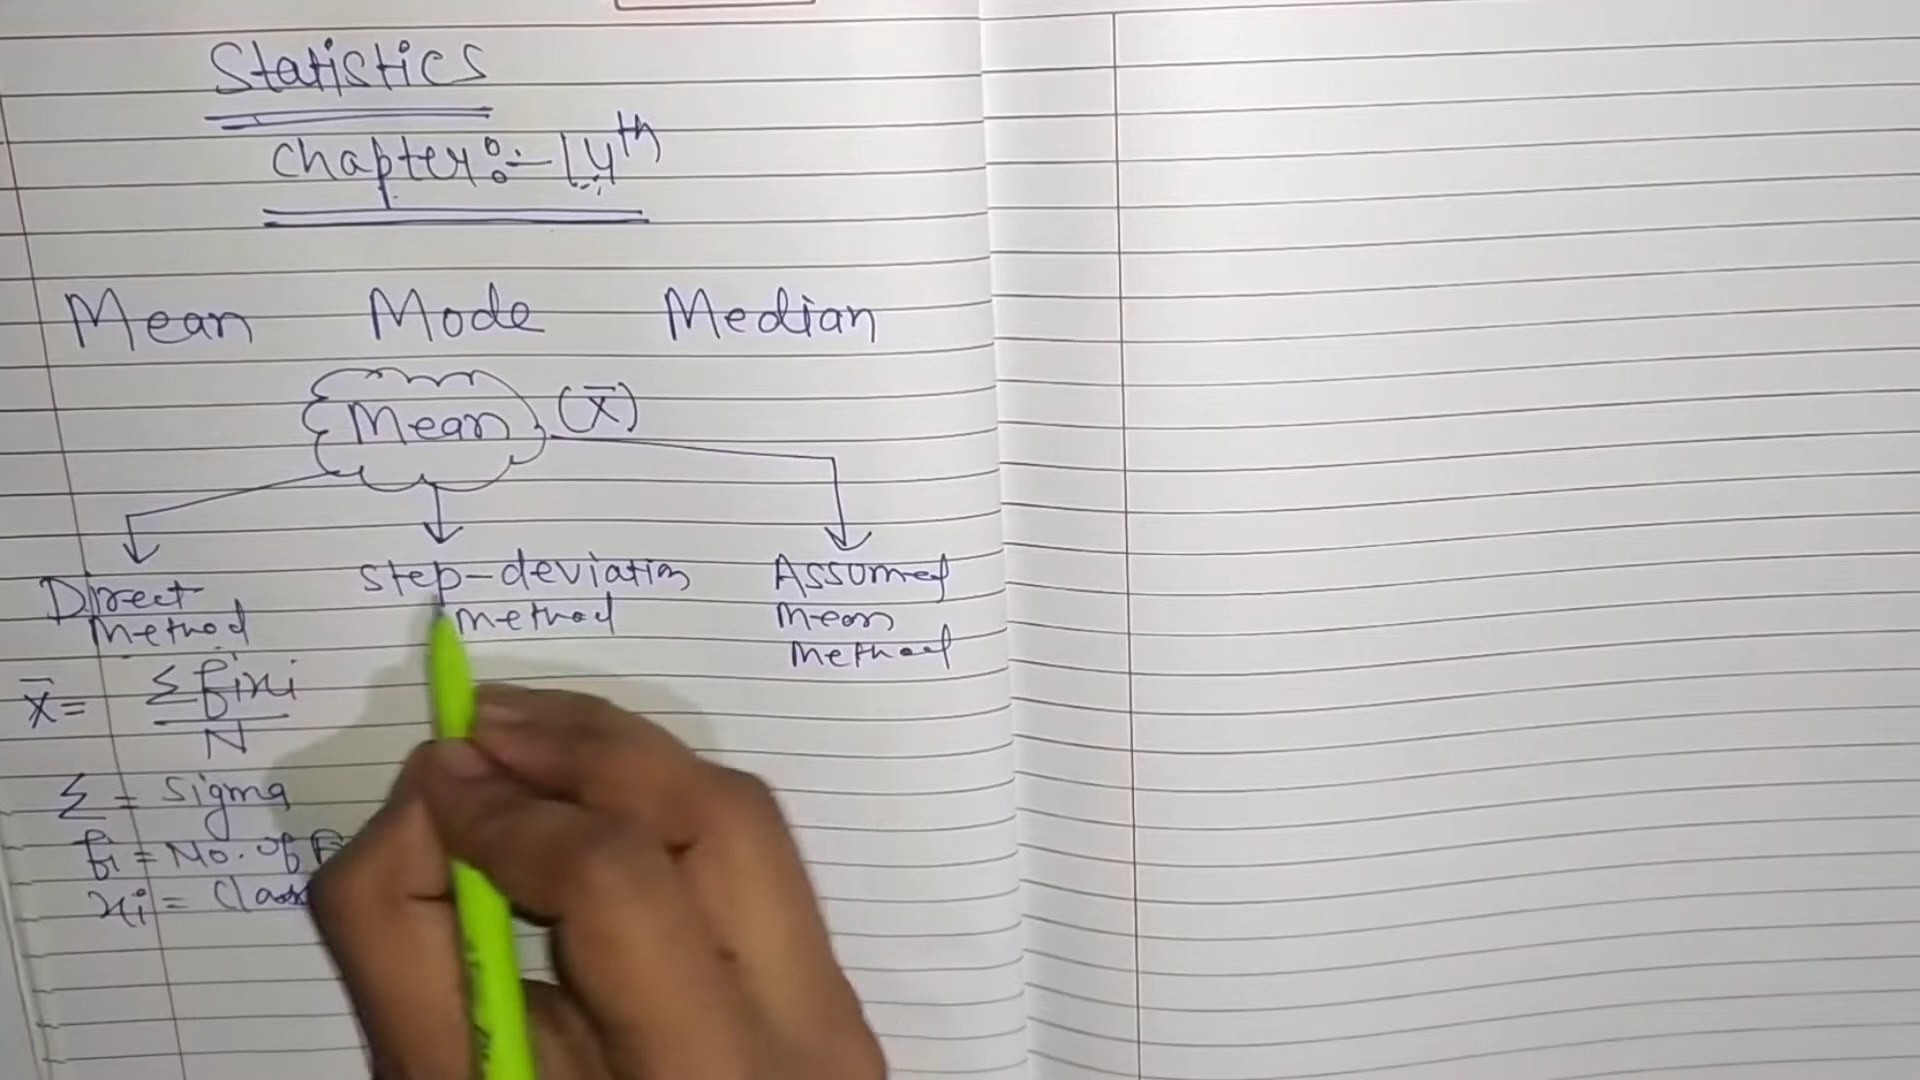 Statistics
Chapter:- 14th
Mean Mode Median
Mean (x̄)
Direct Method
Step-deviation Method
Assumed Mean Method
x̄ = Σfixi / N
Σ = Sigma
fi = No. of
xi = Class